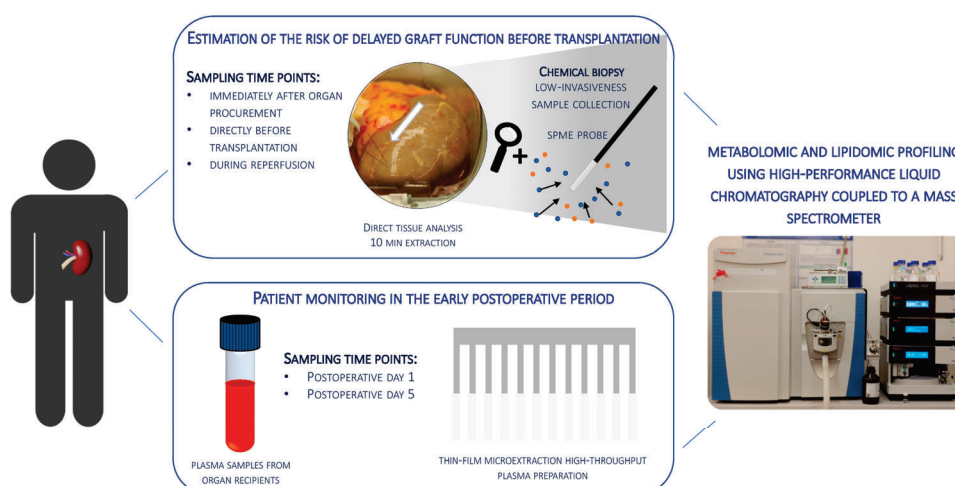 ESTIMATION OF THE RISK OF DELAYED GRAFT FUNCTION BEFORE TRANSPLANTATION
SAMPLING TIME POINTS:
• IMMEDIATELY AFTER ORGAN
PROCUREMENT
• DIRECTLY BEFORE
TRANSPLANTATION
• DURING REPERFUSION
CHEMICAL BIOPSY
LOW-INVASIVENESS
SAMPLE COLLECTION
SPME PROBE
+
DIRECT TISSUE ANALYSIS
10 MIN EXTRACTION
PATIENT MONITORING IN THE EARLY POSTOPERATIVE PERIOD
SAMPLING TIME POINTS:
• POSTOPERATIVE DAY 1
• POSTOPERATIVE DAY 5
PLASMA SAMPLES FROM
ORGAN RECIPIENTS
THIN-FILM MICROEXTRACTION HIGH-THROUGHPUT
PLASMA PREPARATION
METABOLOMIC AND LIPIDOMIC PROFILING
USING HIGH-PERFORMANCE LIQUID
CHROMATOGRAPHY COUPLED TO A MASS
SPECTROMETER